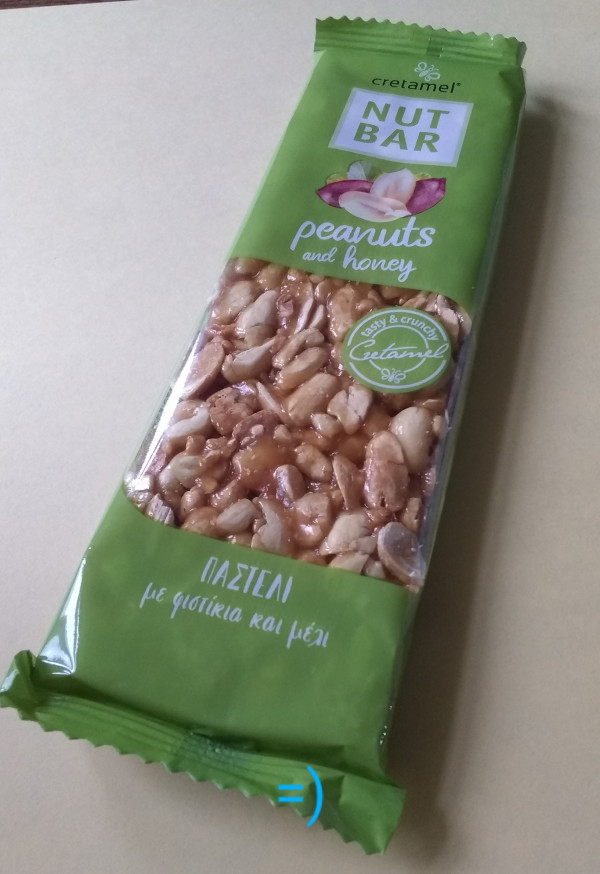 cretamel®
NUT
BAR
peanuts
and honey
tasty & crunchy
Cretamel
ΠΑΣΤΕΛΙ
με φιστίκια και μέλι
=)